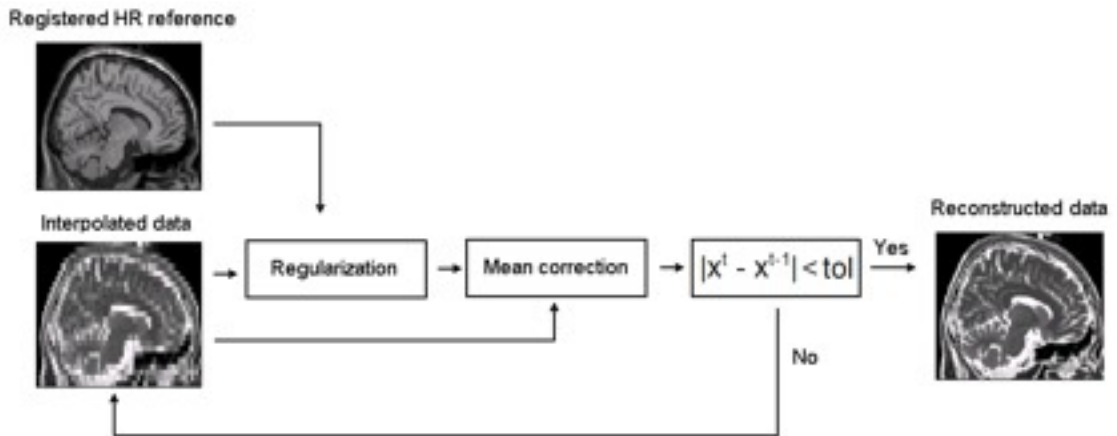 Registered HR reference
Interpolated data
Regularization
Mean correction
|x^t - x^{t-1}| < tol
Yes
Reconstructed data
No